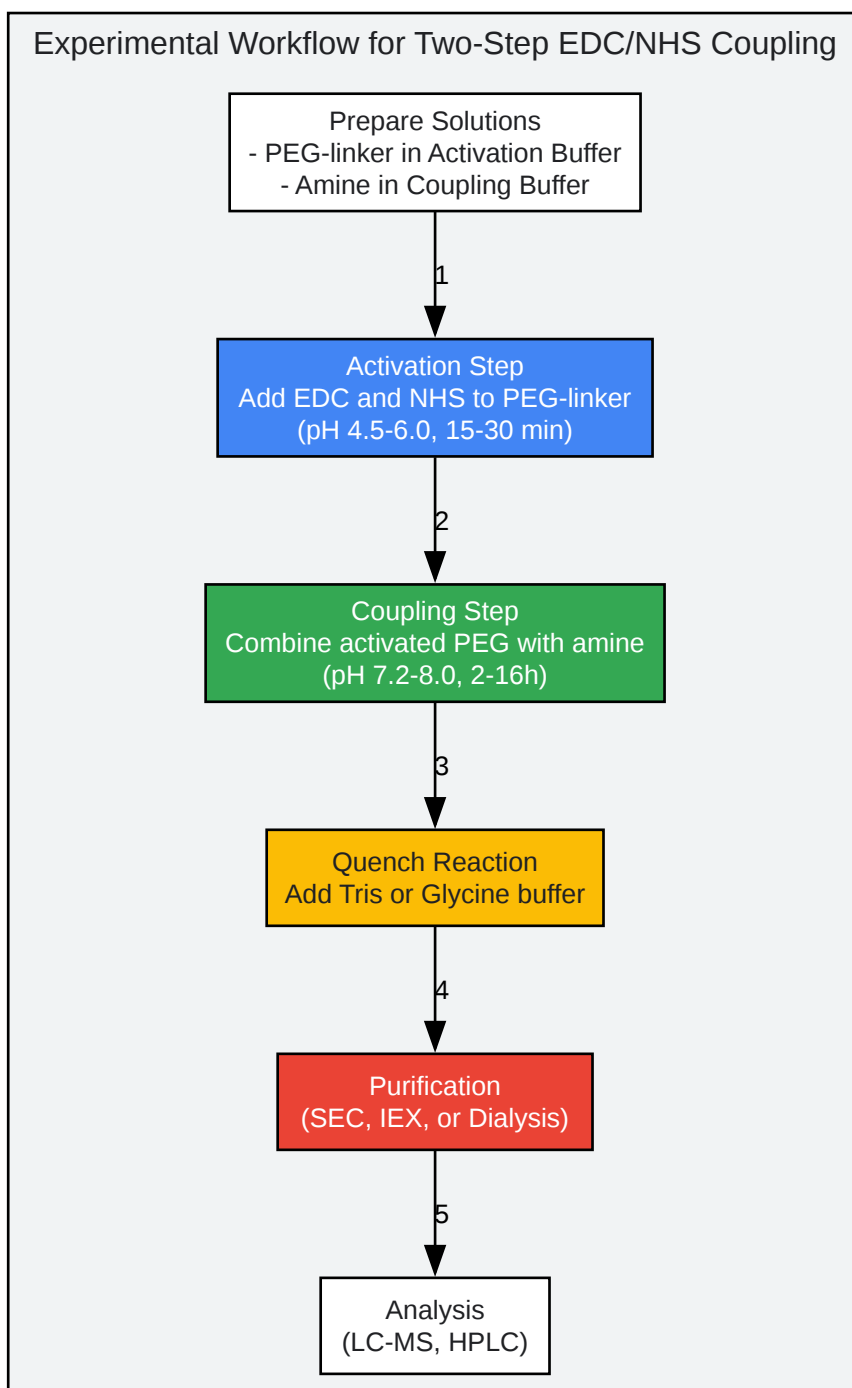 Experimental Workflow for Two-Step EDC/NHS Coupling
Prepare Solutions
- PEG-linker in Activation Buffer
- Amine in Coupling Buffer
1
Activation Step
Add EDC and NHS to PEG-linker
(pH 4.5-6.0, 15-30 min)
2
Coupling Step
Combine activated PEG with amine
(pH 7.2-8.0, 2-16h)
3
Quench Reaction
Add Tris or Glycine buffer
4
Purification
(SEC, IEX, or Dialysis)
5
Analysis
(LC-MS, HPLC)